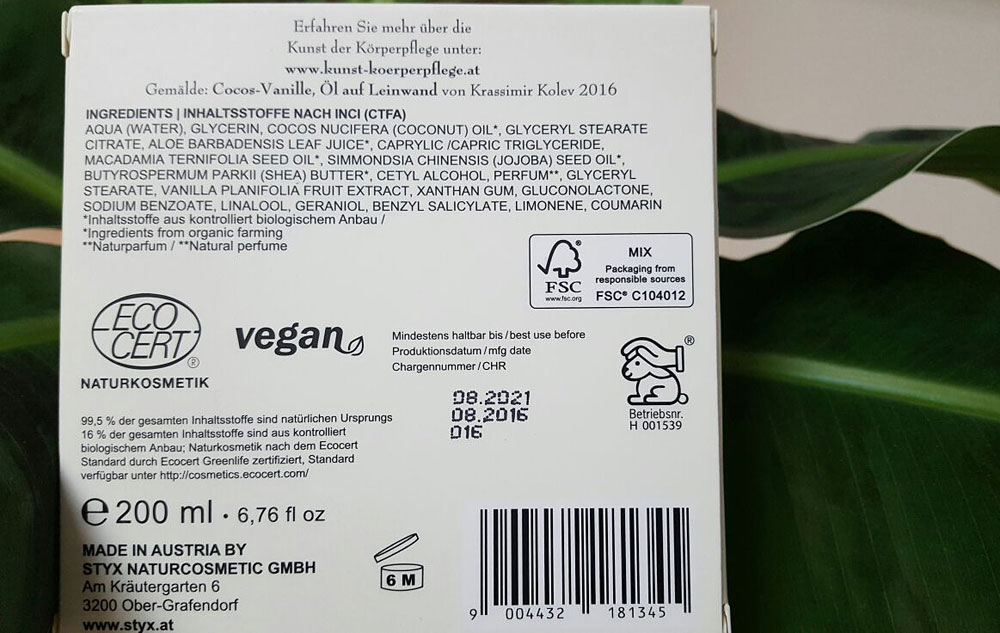 Erfahren Sie mehr über die
Kunst der Körperpflege unter:
www.kunst-koerperpflege.at
Gemälde: Cocos-Vanille, Öl auf Leinwand von Krassimir Kolev 2016
INGREDIENTS | INHALTSSTOFFE NACH INCI (CTFA)
AQUA (WATER), GLYCERIN, COCOS NUCIFERA (COCONUT) OIL*, GLYCERYL STEARATE
CITRATE, ALOE BARBADENSIS LEAF JUICE*, CAPRYLIC /CAPRIC TRIGLYCERIDE,
MACADAMIA TERNIFOLIA SEED OIL*, SIMMONDSIA CHINENSIS (JOJOBA) SEED OIL*,
BUTYROSPERMUM PARKII (SHEA) BUTTER*, CETYL ALCOHOL, PERFUM**, GLYCERYL
STEARATE, VANILLA PLANIFOLIA FRUIT EXTRACT, XANTHAN GUM, GLUCONOLACTONE,
SODIUM BENZOATE, LINALOOL, GERANIOL, BENZYL SALICYLATE, LIMONENE, COUMARIN
*Inhaltsstoffe aus kontrolliert biologischem Anbau /
*Ingredients from organic farming
**Naturparfum / **Natural perfume
FSC®
www.fsc.org
MIX
Packaging from
responsible sources
FSC® C104012
ECO
CERT
®
NATURKOSMETIK
vegan
Mindestens haltbar bis / best use before
Produktionsdatum / mfg date
Chargennummer / CHR
08.2021
08.2016
016
®
Betriebsnr.
H 001539
99,5 % der gesamten Inhaltsstoffe sind natürlichen Ursprungs
16 % der gesamten Inhaltsstoffe sind aus kontrolliert
biologischem Anbau; Naturkosmetik nach dem Ecocert
Standard durch Ecocert Greenlife zertifiziert, Standard
verfügbar unter http://cosmetics.ecocert.com/
e 200 ml · 6,76 fl oz
MADE IN AUSTRIA BY
STYX NATURCOSMETIC GMBH
Am Kräutergarten 6
3200 Ober-Grafendorf
www.styx.at
6 M
9 004432 181345